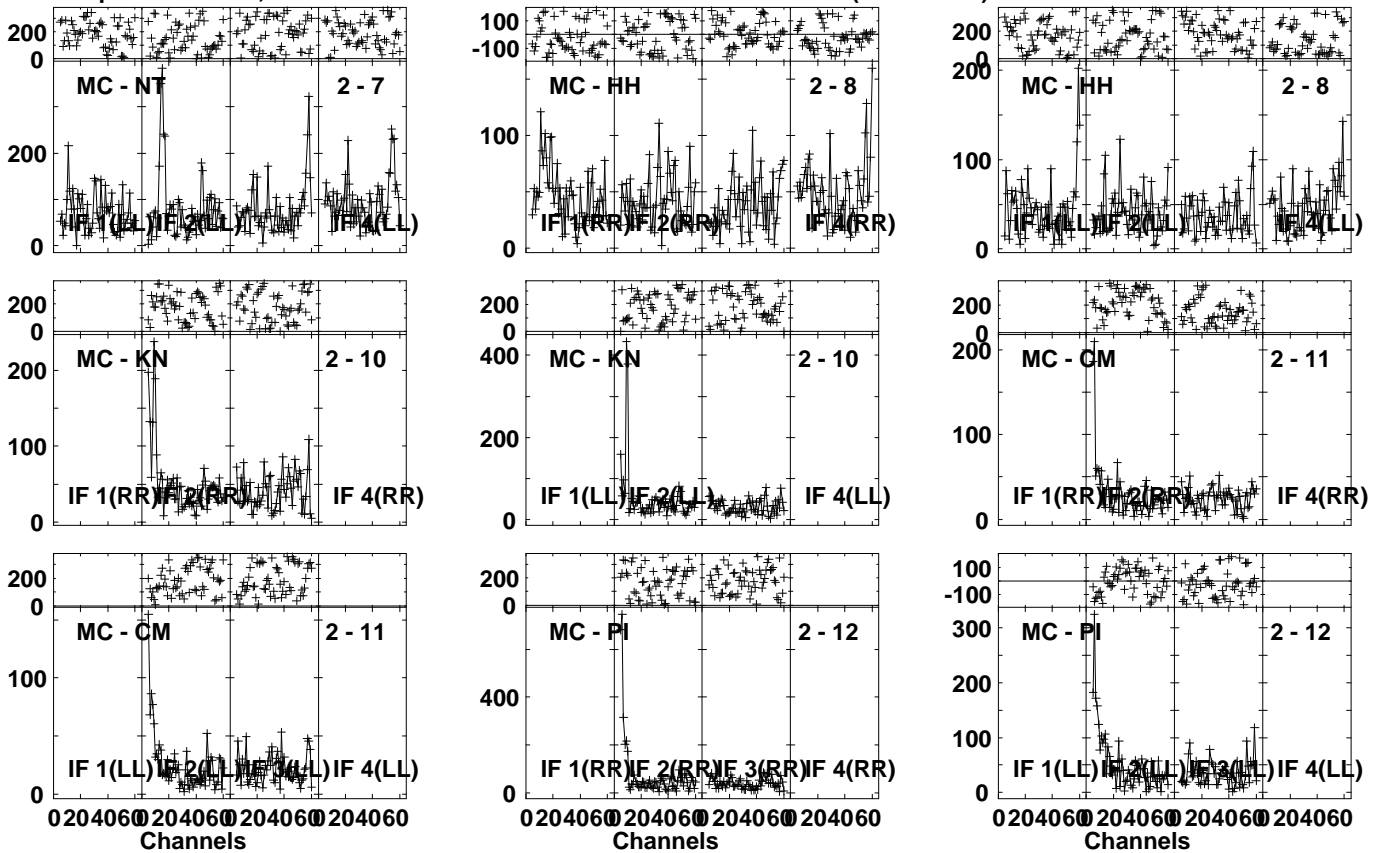 200
0
MC - NT
2 - 7
200
0
IF 1(LL)
IF 2(LL)
IF 4(LL)
100
-100
MC - HH
2 - 8
100
0
IF 1(RR)
IF 2(RR)
IF 4(RR)
200
0
200
MC - HH
2 - 8
100
0
IF 1(LL)
IF 2(LL)
IF 4(LL)
200
0
MC - KN
2 - 10
200
100
0
IF 1(RR)
IF 2(RR)
IF 4(RR)
200
0
400
MC - KN
2 - 10
200
0
IF 1(LL)
IF 2(LL)
IF 4(LL)
200
0
200
MC - CM
2 - 11
100
0
IF 1(RR)
IF 2(RR)
IF 4(RR)
200
0
MC - CM
2 - 11
100
0
IF 1(LL)
IF 2(LL)
IF 3(LL)
IF 4(LL)
0 20 40 60
0 20 40 60
0 20 40 60
0 20 40 60
Channels
200
0
MC - PI
2 - 12
400
0
IF 1(RR)
IF 2(RR)
IF 3(RR)
IF 4(RR)
0 20 40 60
0 20 40 60
0 20 40 60
0 20 40 60
Channels
100
-100
300
MC - PI
2 - 12
200
100
0
IF 1(LL)
IF 2(LL)
IF 3(LL)
IF 4(LL)
0 20 40 60
0 20 40 60
0 20 40 60
0 20 40 60
Channels